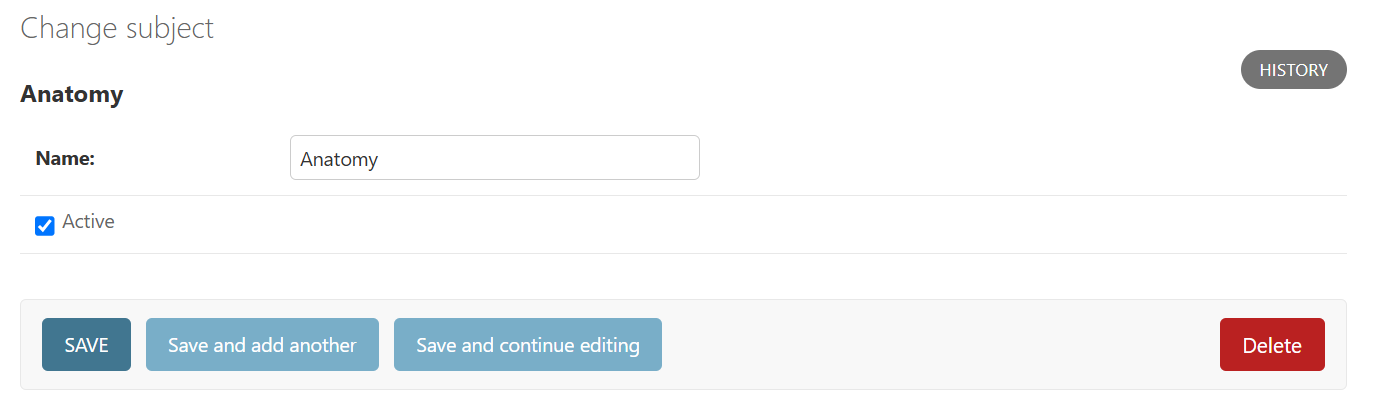 Change subject
HISTORY
Anatomy
Name:
Anatomy
Active
SAVE
Save and add another
Save and continue editing
Delete